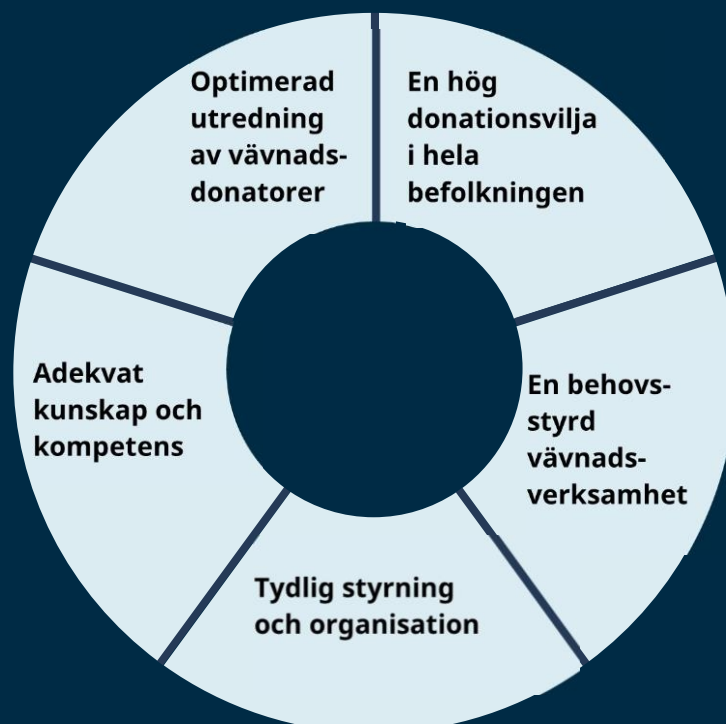 Optimerad
utredning
av vävnads-
donatorer
En hög
donationsvilja
i hela
befolkningen
Adekvat
kunskap och
kompetens
En behovs-
styrd
vävnads-
verksamhet
Tydlig styrning
och organisation